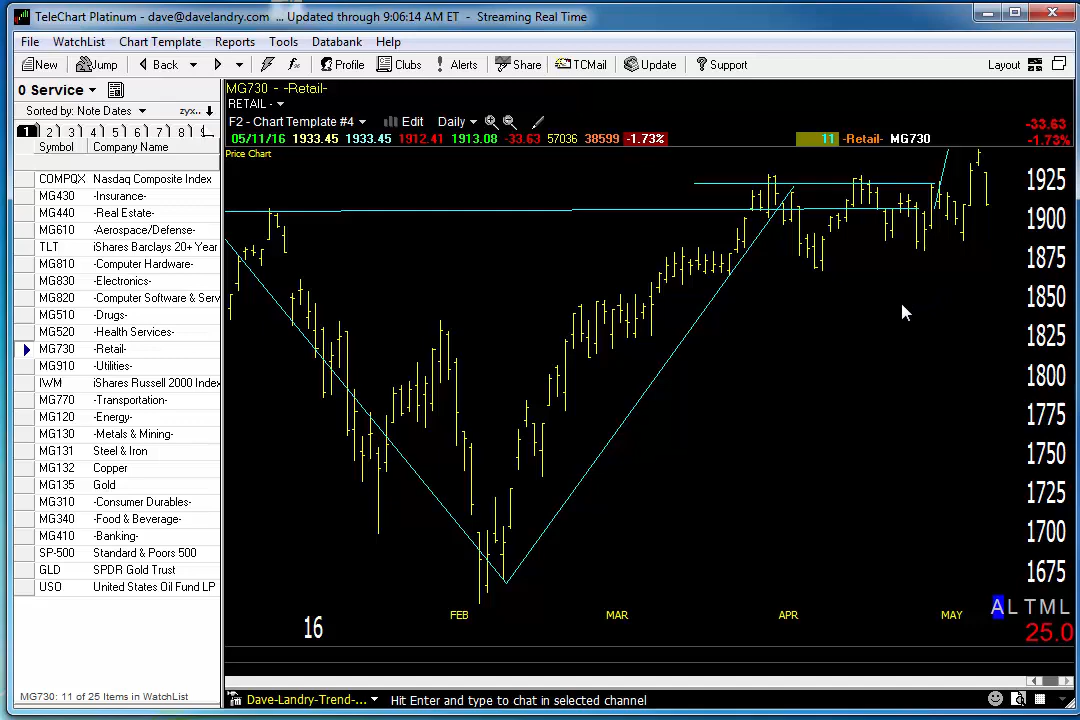 TeleChart Platinum - dave@davelandry.com ... Updated through 9:06:14 AM ET - Streaming Real Time
File WatchList Chart Template Reports Tools Databank Help
New Jump Back Profile Clubs Alerts Share TCMail Update Support Layout
0 Service
MG730 - -Retail-
RETAIL -
Sorted by: Note Dates zyx..
F2 - Chart Template #4 Edit Daily
1 2 3 4 5 6 7 8
05/11/16 1933.45 1933.45 1912.41 1913.08 -33.63 57036 38599 -1.73% 11 -Retail- MG730
-33.63
-1.73%
Symbol Company Name
Price Chart
COMPQX Nasdaq Composite Index
MG430 -Insurance-
MG440 -Real Estate-
MG610 -Aerospace/Defense-
TLT iShares Barclays 20+ Year
MG810 -Computer Hardware-
MG830 -Electronics-
MG820 -Computer Software & Serv
MG510 -Drugs-
MG520 -Health Services-
MG730 -Retail-
MG910 -Utilities-
IWM iShares Russell 2000 Index
MG770 -Transportation-
MG120 -Energy-
MG130 -Metals & Mining-
MG131 Steel & Iron
MG132 Copper
MG135 Gold
MG310 -Consumer Durables-
MG340 -Food & Beverage-
MG410 -Banking-
SP-500 Standard & Poors 500
GLD SPDR Gold Trust
USO United States Oil Fund LP
1925
1900
1875
1850
1825
1800
1775
1750
1725
1700
1675
A L T M L
25.0
16 FEB MAR APR MAY
MG730: 11 of 25 Items in WatchList
Dave-Landry-Trend-... Hit Enter and type to chat in selected channel